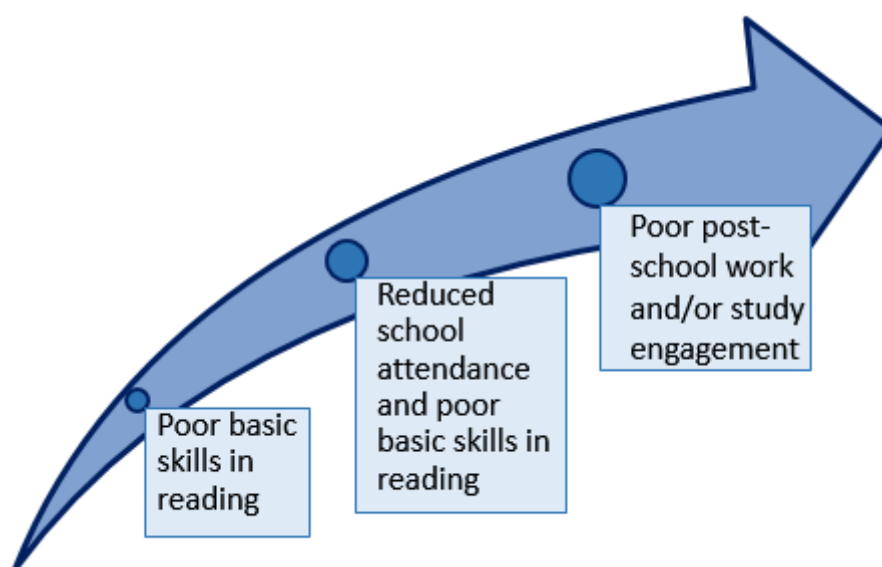 Poor basic
skills in
reading
Reduced
school
attendance
and poor
basic skills in
reading
Poor post-
school work
and/or study
engagement